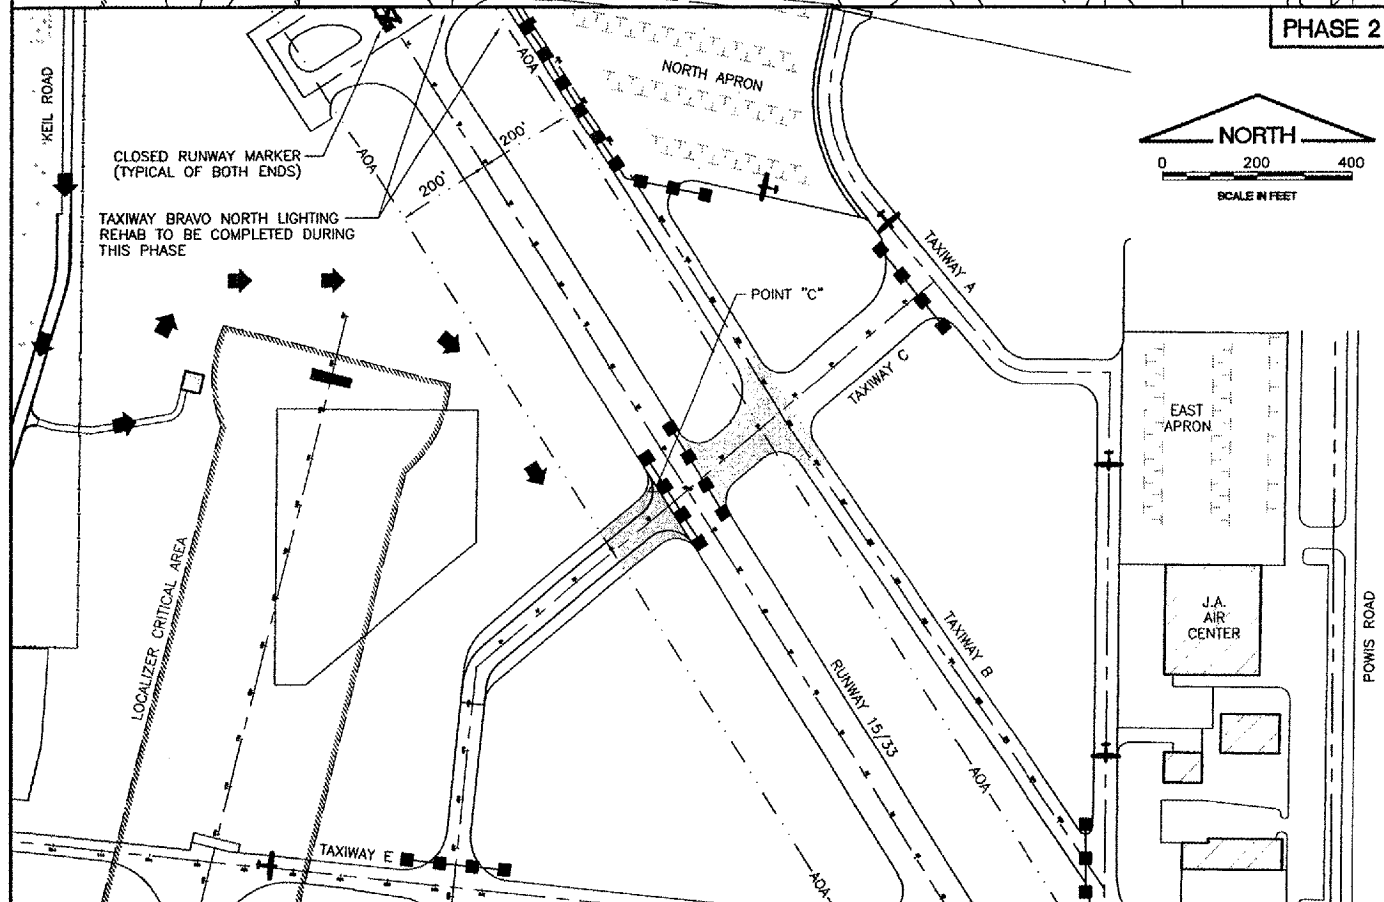 PHASE 2
KEIL ROAD
AOA
NORTH APRON
NORTH
0 200 400
SCALE IN FEET
CLOSED RUNWAY MARKER
(TYPICAL OF BOTH ENDS)
AOA
200'
200'
TAXIWAY BRAVO NORTH LIGHTING
REHAB TO BE COMPLETED DURING
THIS PHASE
TAXIWAY A
POINT "C"
TAXIWAY C
EAST
APRON
LOCALIZER CRITICAL AREA
J.A.
AIR
CENTER
POWIS ROAD
TAXIWAY B
RUNWAY 15/33
AOA
TAXIWAY E
AOA